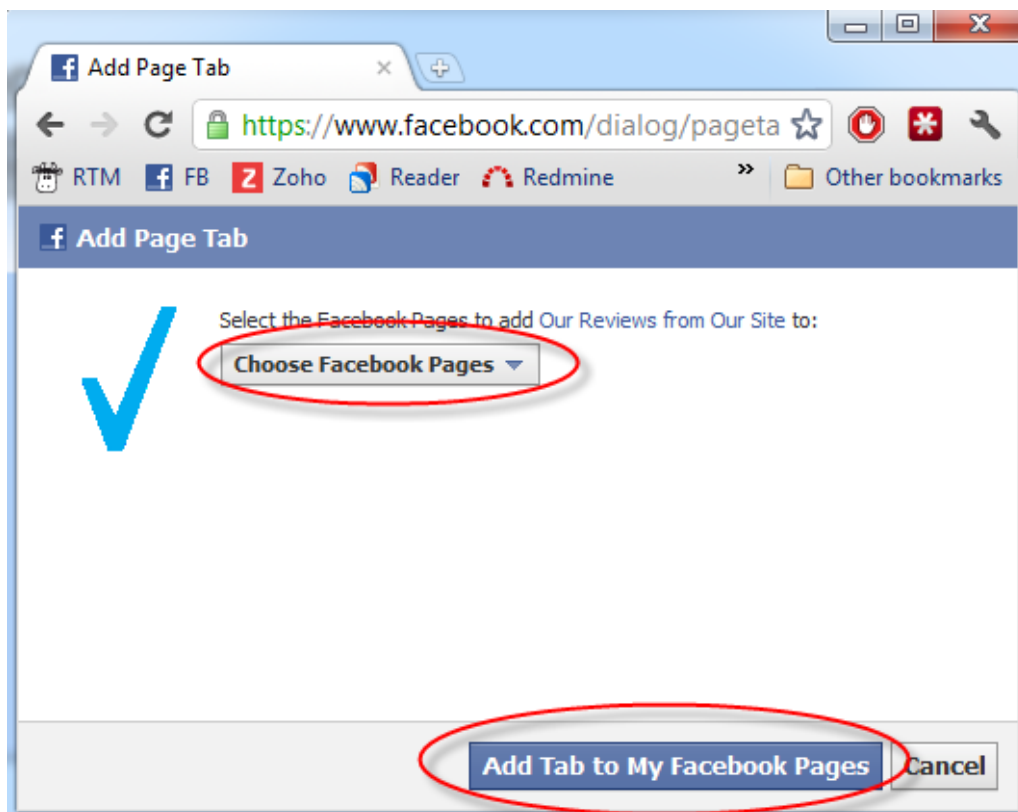 Add Page Tab
https://www.facebook.com/dialog/pageta
RTM FB Zoho Reader Redmine » Other bookmarks
Add Page Tab
Select the Facebook Pages to add Our Reviews from Our Site to:
Choose Facebook Pages
Add Tab to My Facebook Pages Cancel